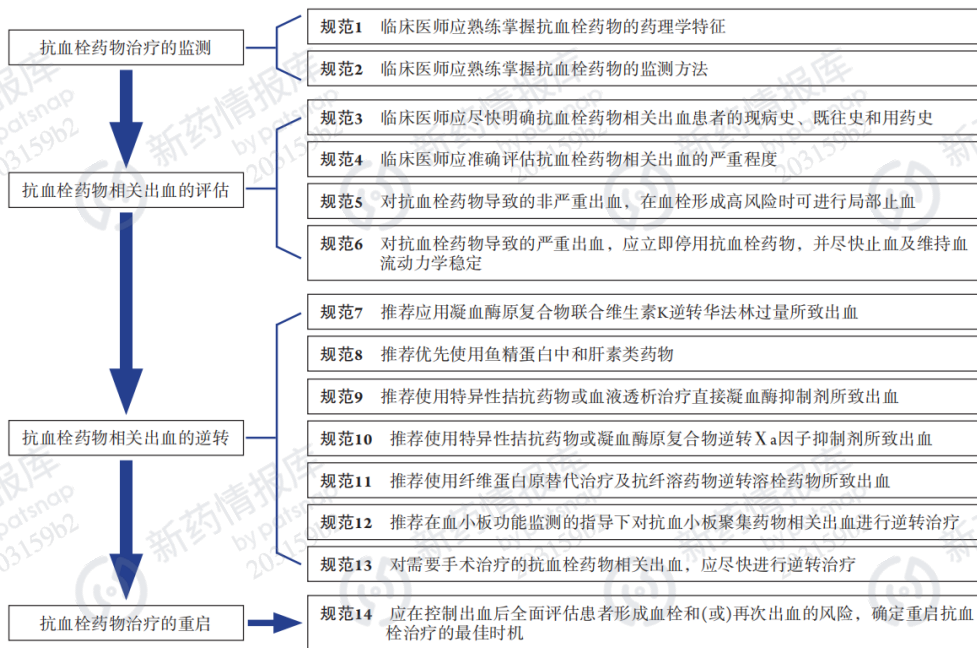 抗血栓药物治疗的监测
规范1 临床医师应熟练掌握抗血栓药物的药理学特征
规范2 临床医师应熟练掌握抗血栓药物的监测方法
抗血栓药物相关出血的评估
规范3 临床医师应尽快明确抗血栓药物相关出血患者的现病史、既往史和用药史
规范4 临床医师应准确评估抗血栓药物相关出血的严重程度
规范5 对抗血栓药物导致的非严重出血，在血栓形成高风险时可进行局部止血
规范6 对抗血栓药物导致的严重出血，应立即停用抗血栓药物，并尽快止血及维持血
流动力学稳定
抗血栓药物相关出血的逆转
规范7 推荐应用凝血酶原复合物联合维生素K逆转华法林过量所致出血
规范8 推荐优先使用鱼精蛋白中和肝素类药物
规范9 推荐使用特异性拮抗药物或血液透析治疗直接凝血酶抑制剂所致出血
规范10 推荐使用特异性拮抗药物或凝血酶原复合物逆转Ⅹa因子抑制剂所致出血
规范11 推荐使用纤维蛋白原替代治疗及抗纤溶药物逆转溶栓药物所致出血
规范12 推荐在血小板功能监测的指导下对抗血小板聚集药物相关出血进行逆转治疗
规范13 对需要手术治疗的抗血栓药物相关出血，应尽快进行逆转治疗
抗血栓药物治疗的重启
规范14 应在控制出血后全面评估患者形成血栓和(或)再次出血的风险，确定重启抗血
栓治疗的最佳时机
新药情报库
by patsnap
203159b2